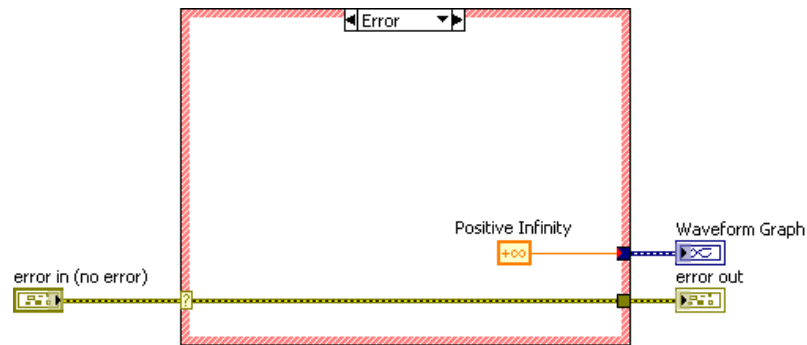 Error
Positive Infinity
+∞
Waveform Graph
error in (no error)
?
error out